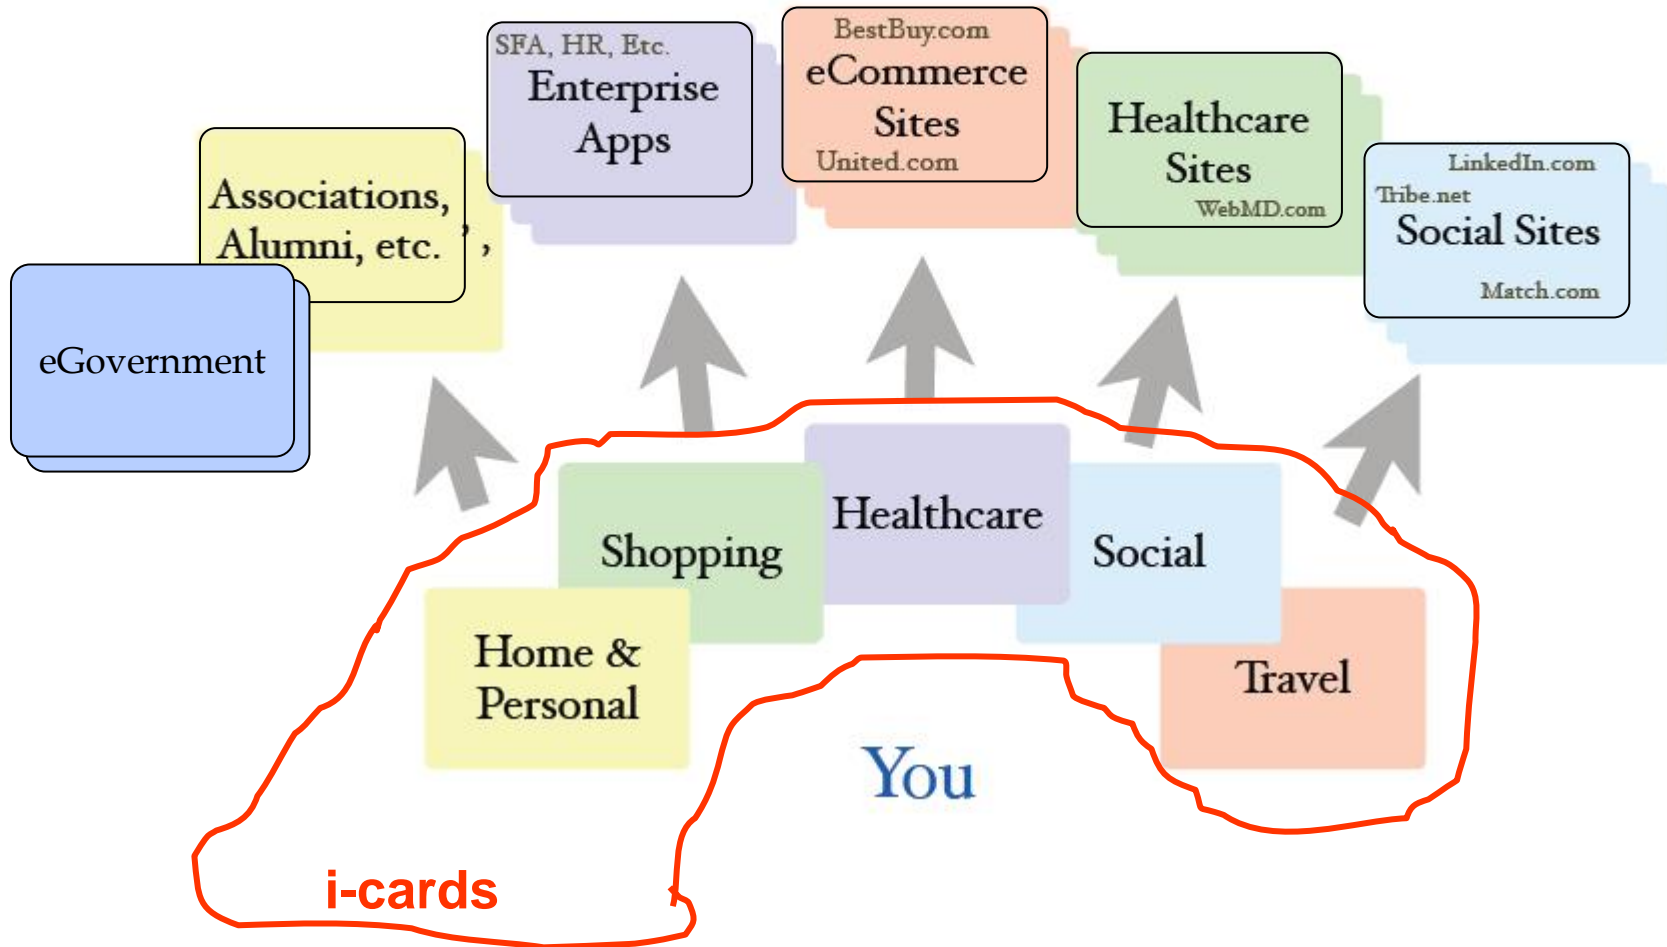 SFA, HR, Etc.
Enterprise
Apps
BestBuy.com
eCommerce
Sites
United.com
Healthcare
Sites
WebMD.com
LinkedIn.com
Tribe.net
Social Sites
Match.com
Associations,
Alumni, etc. ’ ,
eGovernment
Home &
Personal
Shopping
Healthcare
Social
Travel
You
i-cards